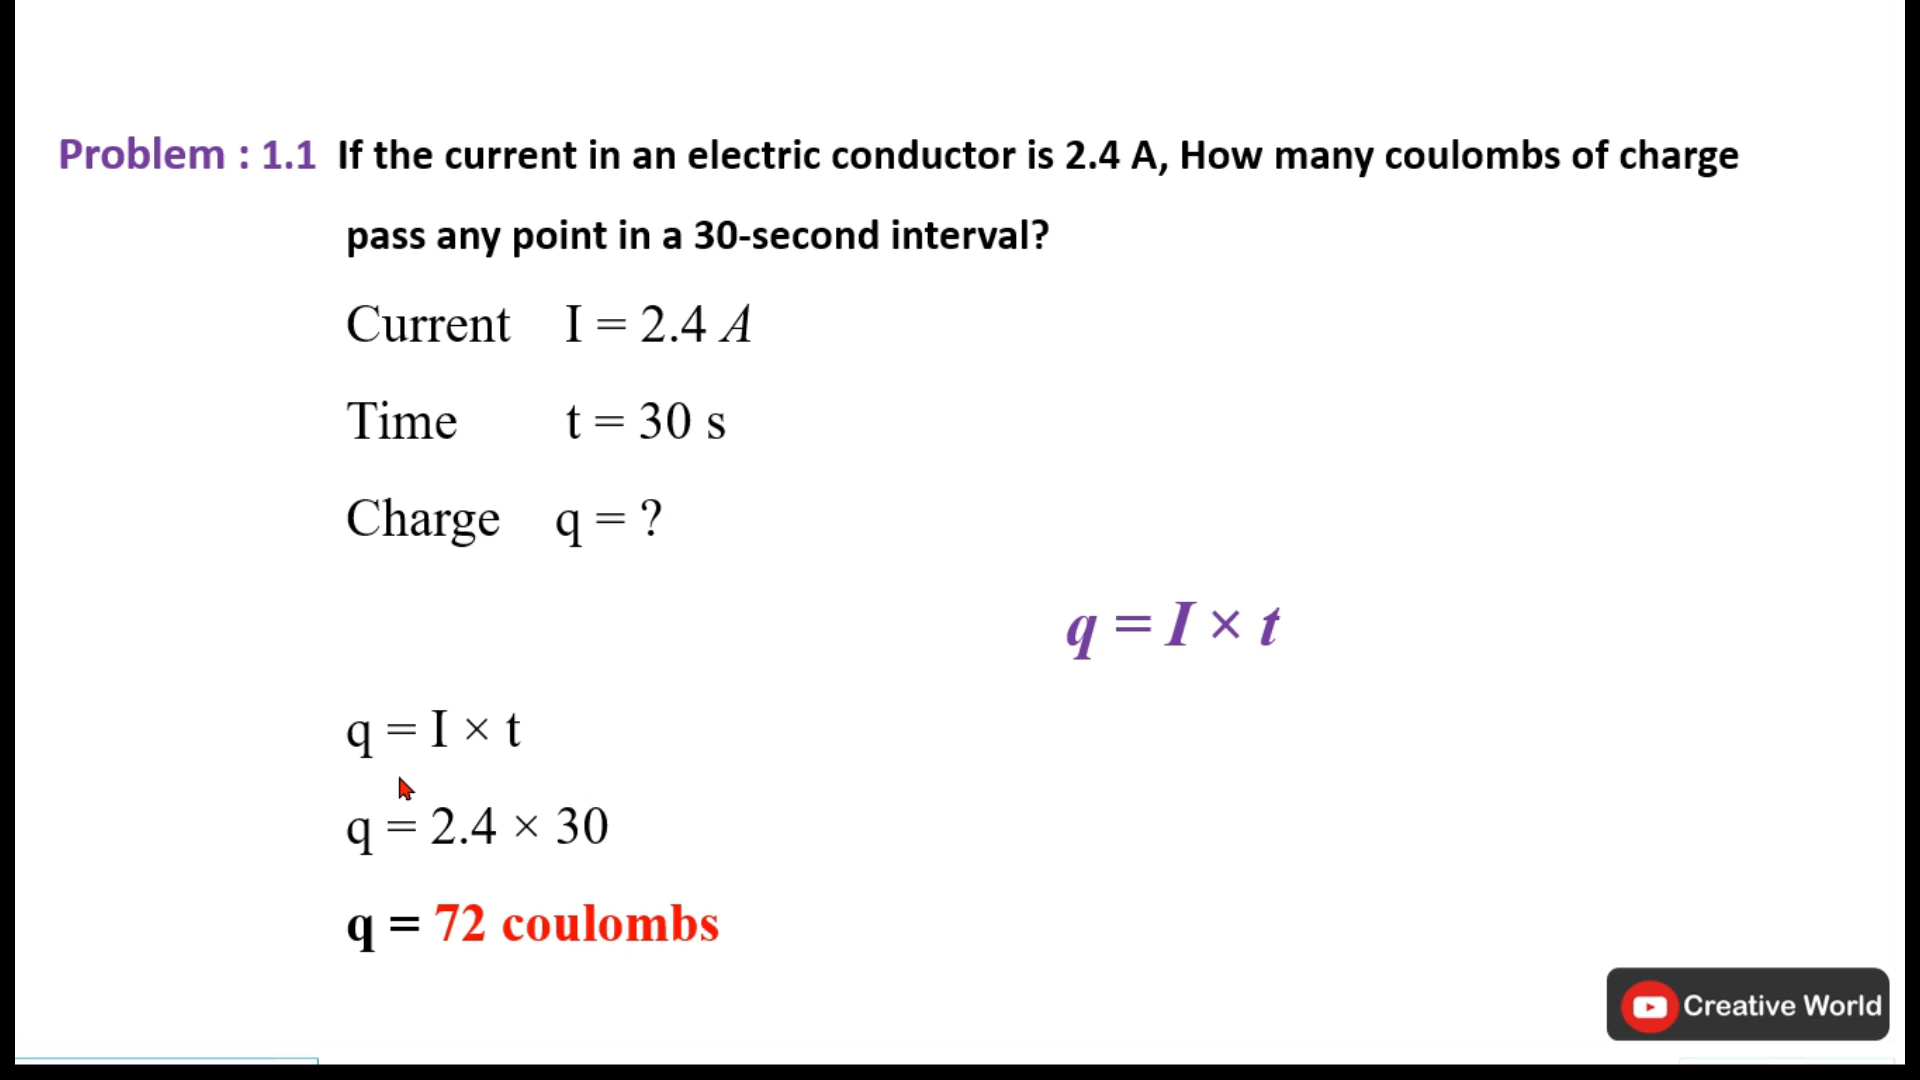 Problem : 1.1 If the current in an electric conductor is 2.4 A, How many coulombs of charge
pass any point in a 30-second interval?
Current I = 2.4 A
Time t = 30 s
Charge q = ?
q = I × t
q = I × t
q = 2.4 × 30
q = 72 coulombs
Creative World